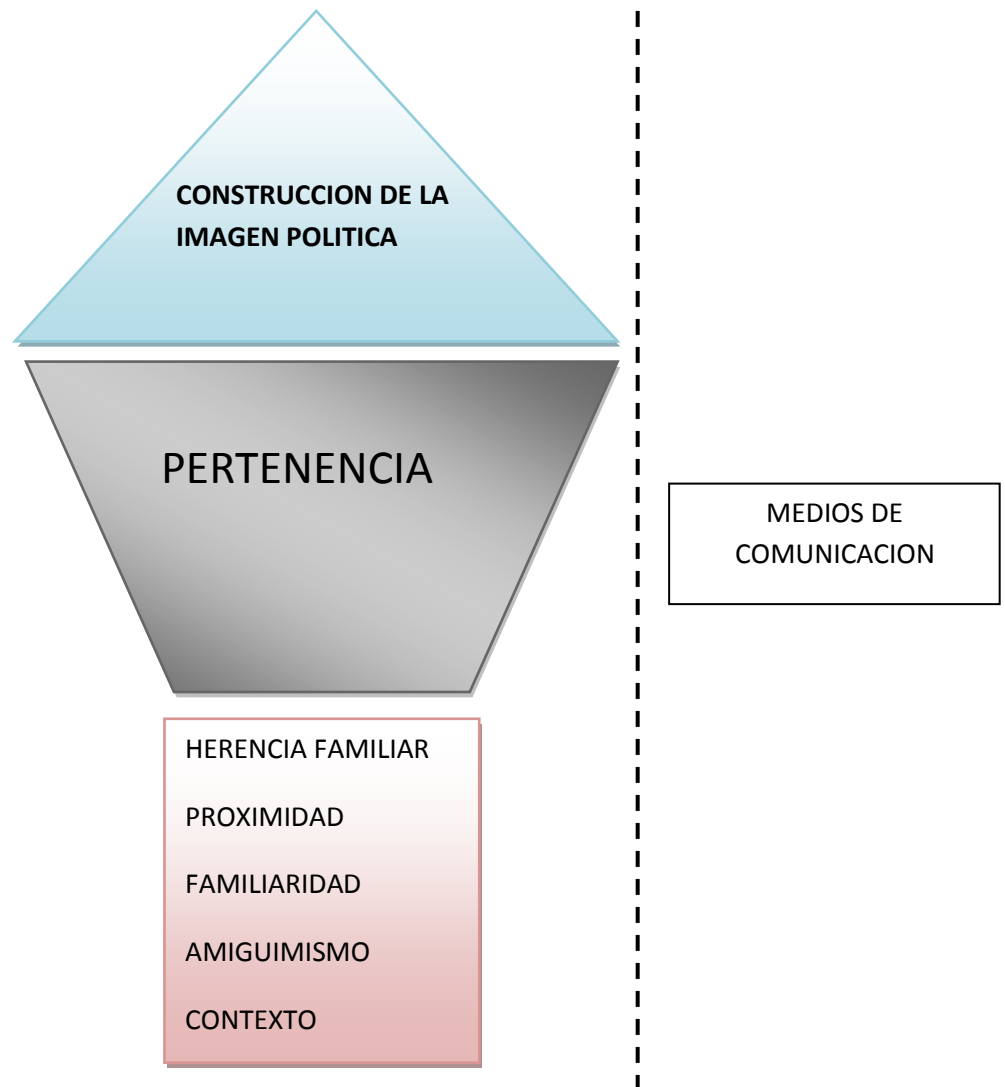 CONSTRUCCION DE LA
IMAGEN POLITICA
PERTENENCIA
MEDIOS DE
COMUNICACION
HERENCIA FAMILIAR
PROXIMIDAD
FAMILIARIDAD
AMIGUIMISMO
CONTEXTO